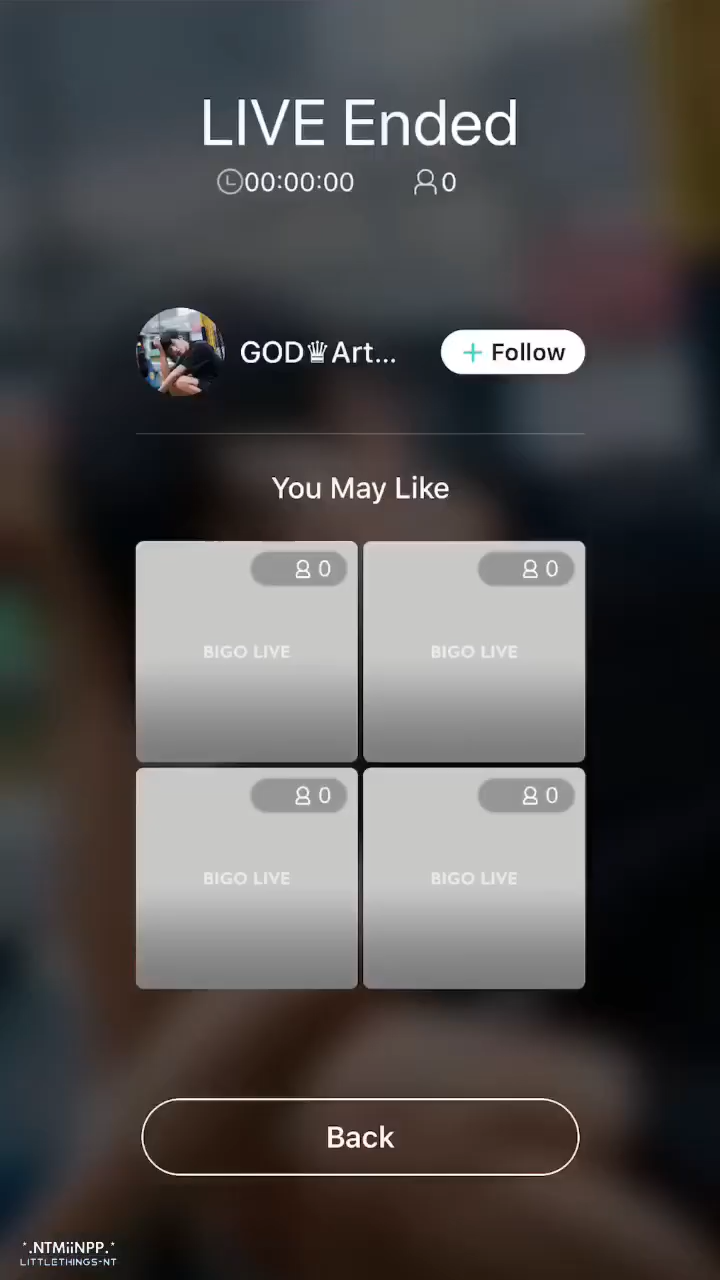 LIVE Ended
00:00:00 0
GOD♛Art... + Follow
You May Like
0 0
BIGO LIVE BIGO LIVE
0 0
BIGO LIVE BIGO LIVE
Back
*.NTMiiNPP.*
LITTLETHINGS-NT